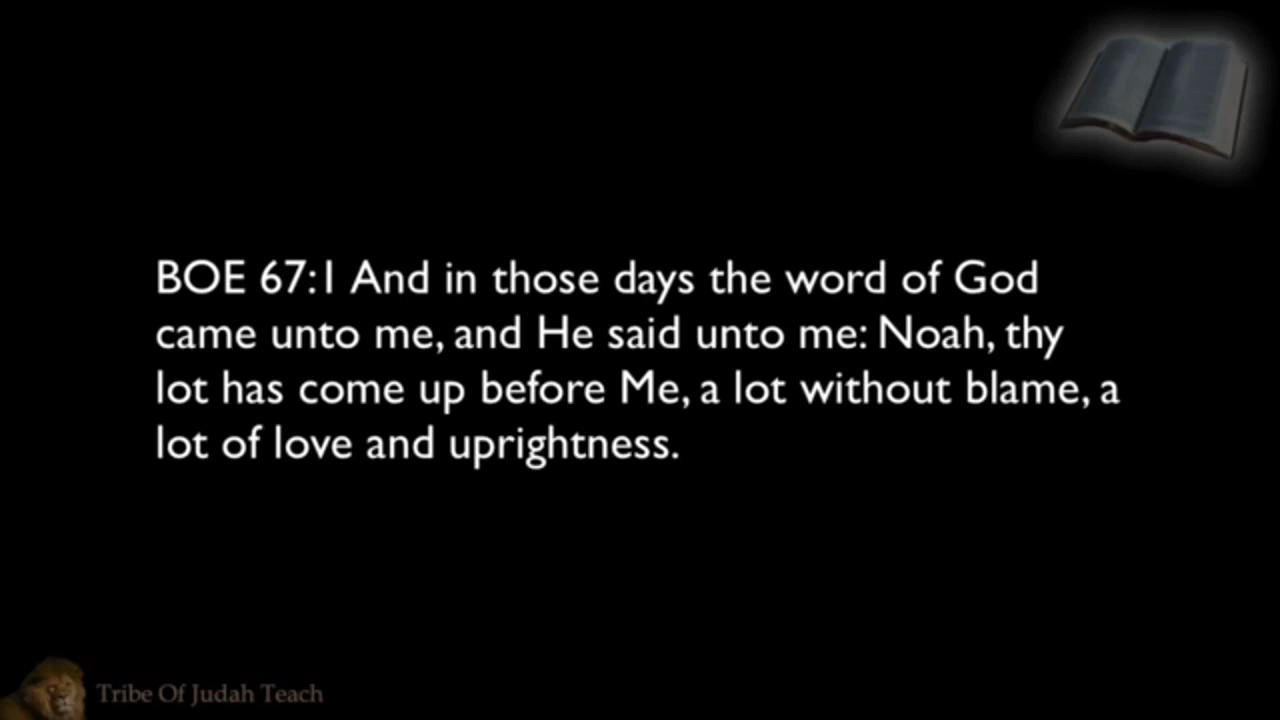 BOE 67:1 And in those days the word of God
came unto me, and He said unto me: Noah, thy
lot has come up before Me, a lot without blame, a
lot of love and uprightness.
Tribe Of Judah Teach